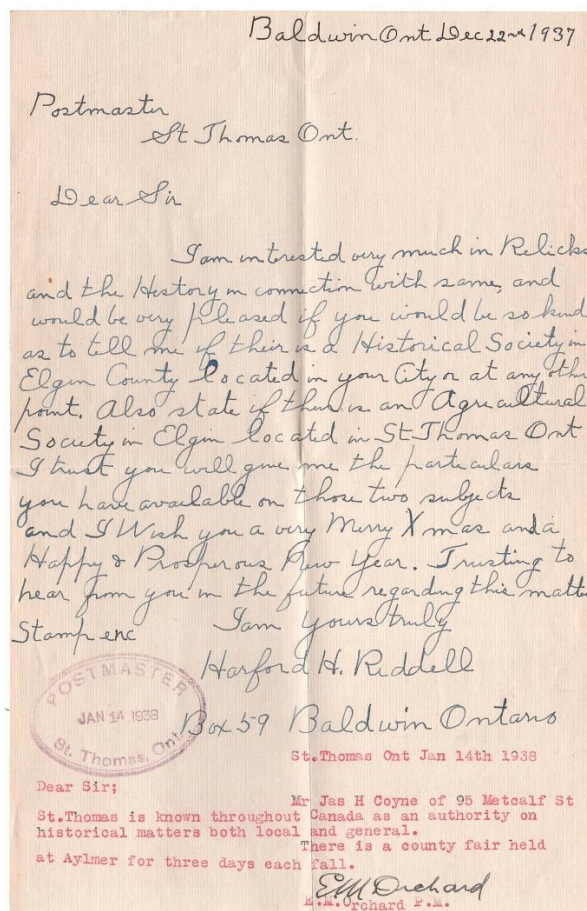 Baldwin Ont Dec 22nd 1937
Postmaster
St Thomas Ont.
Dear Sir
I am intrested very much in Relicks
and the History in connection with same, and
would be very pleased if you would be so kind
as to tell me if their is a Historical Society in
Elgin County located in your City or at any other
point. Also state if their is an Agricultural
Society in Elgin located in St Thomas Ont
I trust you will give me the particulars
you have available on those two subjects
and I Wish you a very Merry Xmas and a
Happy & Prosperous New Year. Trusting to
hear from you in the future regarding this matter
Stamp enc I am Yours truly
Harford H. Riddell
Box 59 Baldwin Ontario
POSTMASTER
JAN 14 1938
St. Thomas, Ont.
St.Thomas Ont Jan 14th 1938
Dear Sir;
Mr Jas H Coyne of 95 Metcalf St
St.Thomas is known throughout Canada as an authority on
historical matters both local and general.
There is a county fair held
at Aylmer for three days each fall.
E M Orchard
E.M.Orchard P.M.